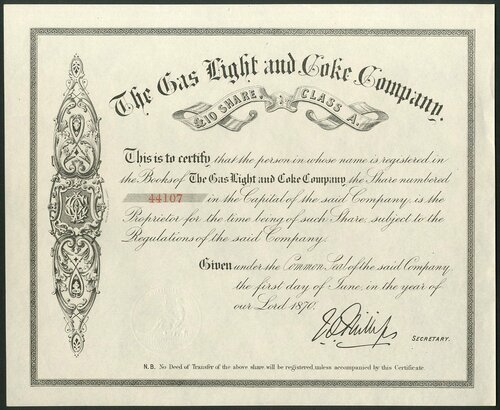 The Gas Light and Coke Company.
£10 SHARE. CLASS A.
This is to certify that the person in whose name is registered in
the Books of The Gas Light and Coke Company, the Share numbered
44107 in the Capital of the said Company, is the
Proprietor for the time being of such Share, subject to the
Regulations of the said Company.
Given under the Common Seal of the said Company,
the first day of June, in the year of
our Lord 1870.
SECRETARY.
N.B. No Deed of Transfer of the above share will be registered, unless accompanied by this Certificate.